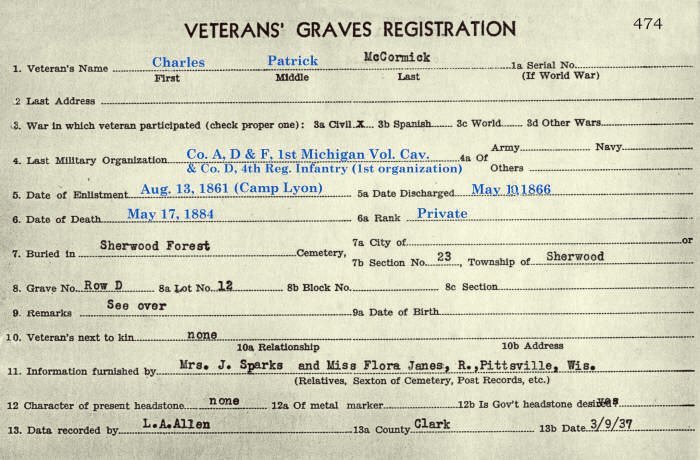 VETERANS' GRAVES REGISTRATION 474
1. Veteran's Name Charles Patrick McCormick 1a Serial No.
First Middle Last (If World War)
2 Last Address
3. War in which veteran participated (check proper one): 3a Civil X 3b Spanish 3c World 3d Other Wars
4. Last Military Organization Co. A, D & F, 1st Michigan Vol. Cav. 4a Of Army Navy
& Co. D, 4th Reg. Infantry (1st organization) Others
5. Date of Enlistment Aug. 13, 1861 (Camp Lyon) 5a Date Discharged May 10, 1866
6. Date of Death May 17, 1884 6a Rank Private
7. Buried in Sherwood Forest Cemetery, 7a City of or
7b Section No. 23, Township of Sherwood
8. Grave No. Row D 8a Lot No. 12 8b Block No. 8c Section
9. Remarks See over 9a Date of Birth
10. Veteran's next to kin none
10a Relationship 10b Address
11. Information furnished by Mrs. J. Sparks and Miss Flora Janes, R., Pittsville, Wis.
(Relatives, Sexton of Cemetery, Post Records, etc.)
12 Character of present headstone none 12a Of metal marker 12b Is Gov't headstone desired? yes
13. Data recorded by L.A.Allen 13a County Clark 13b Date 3/9/37